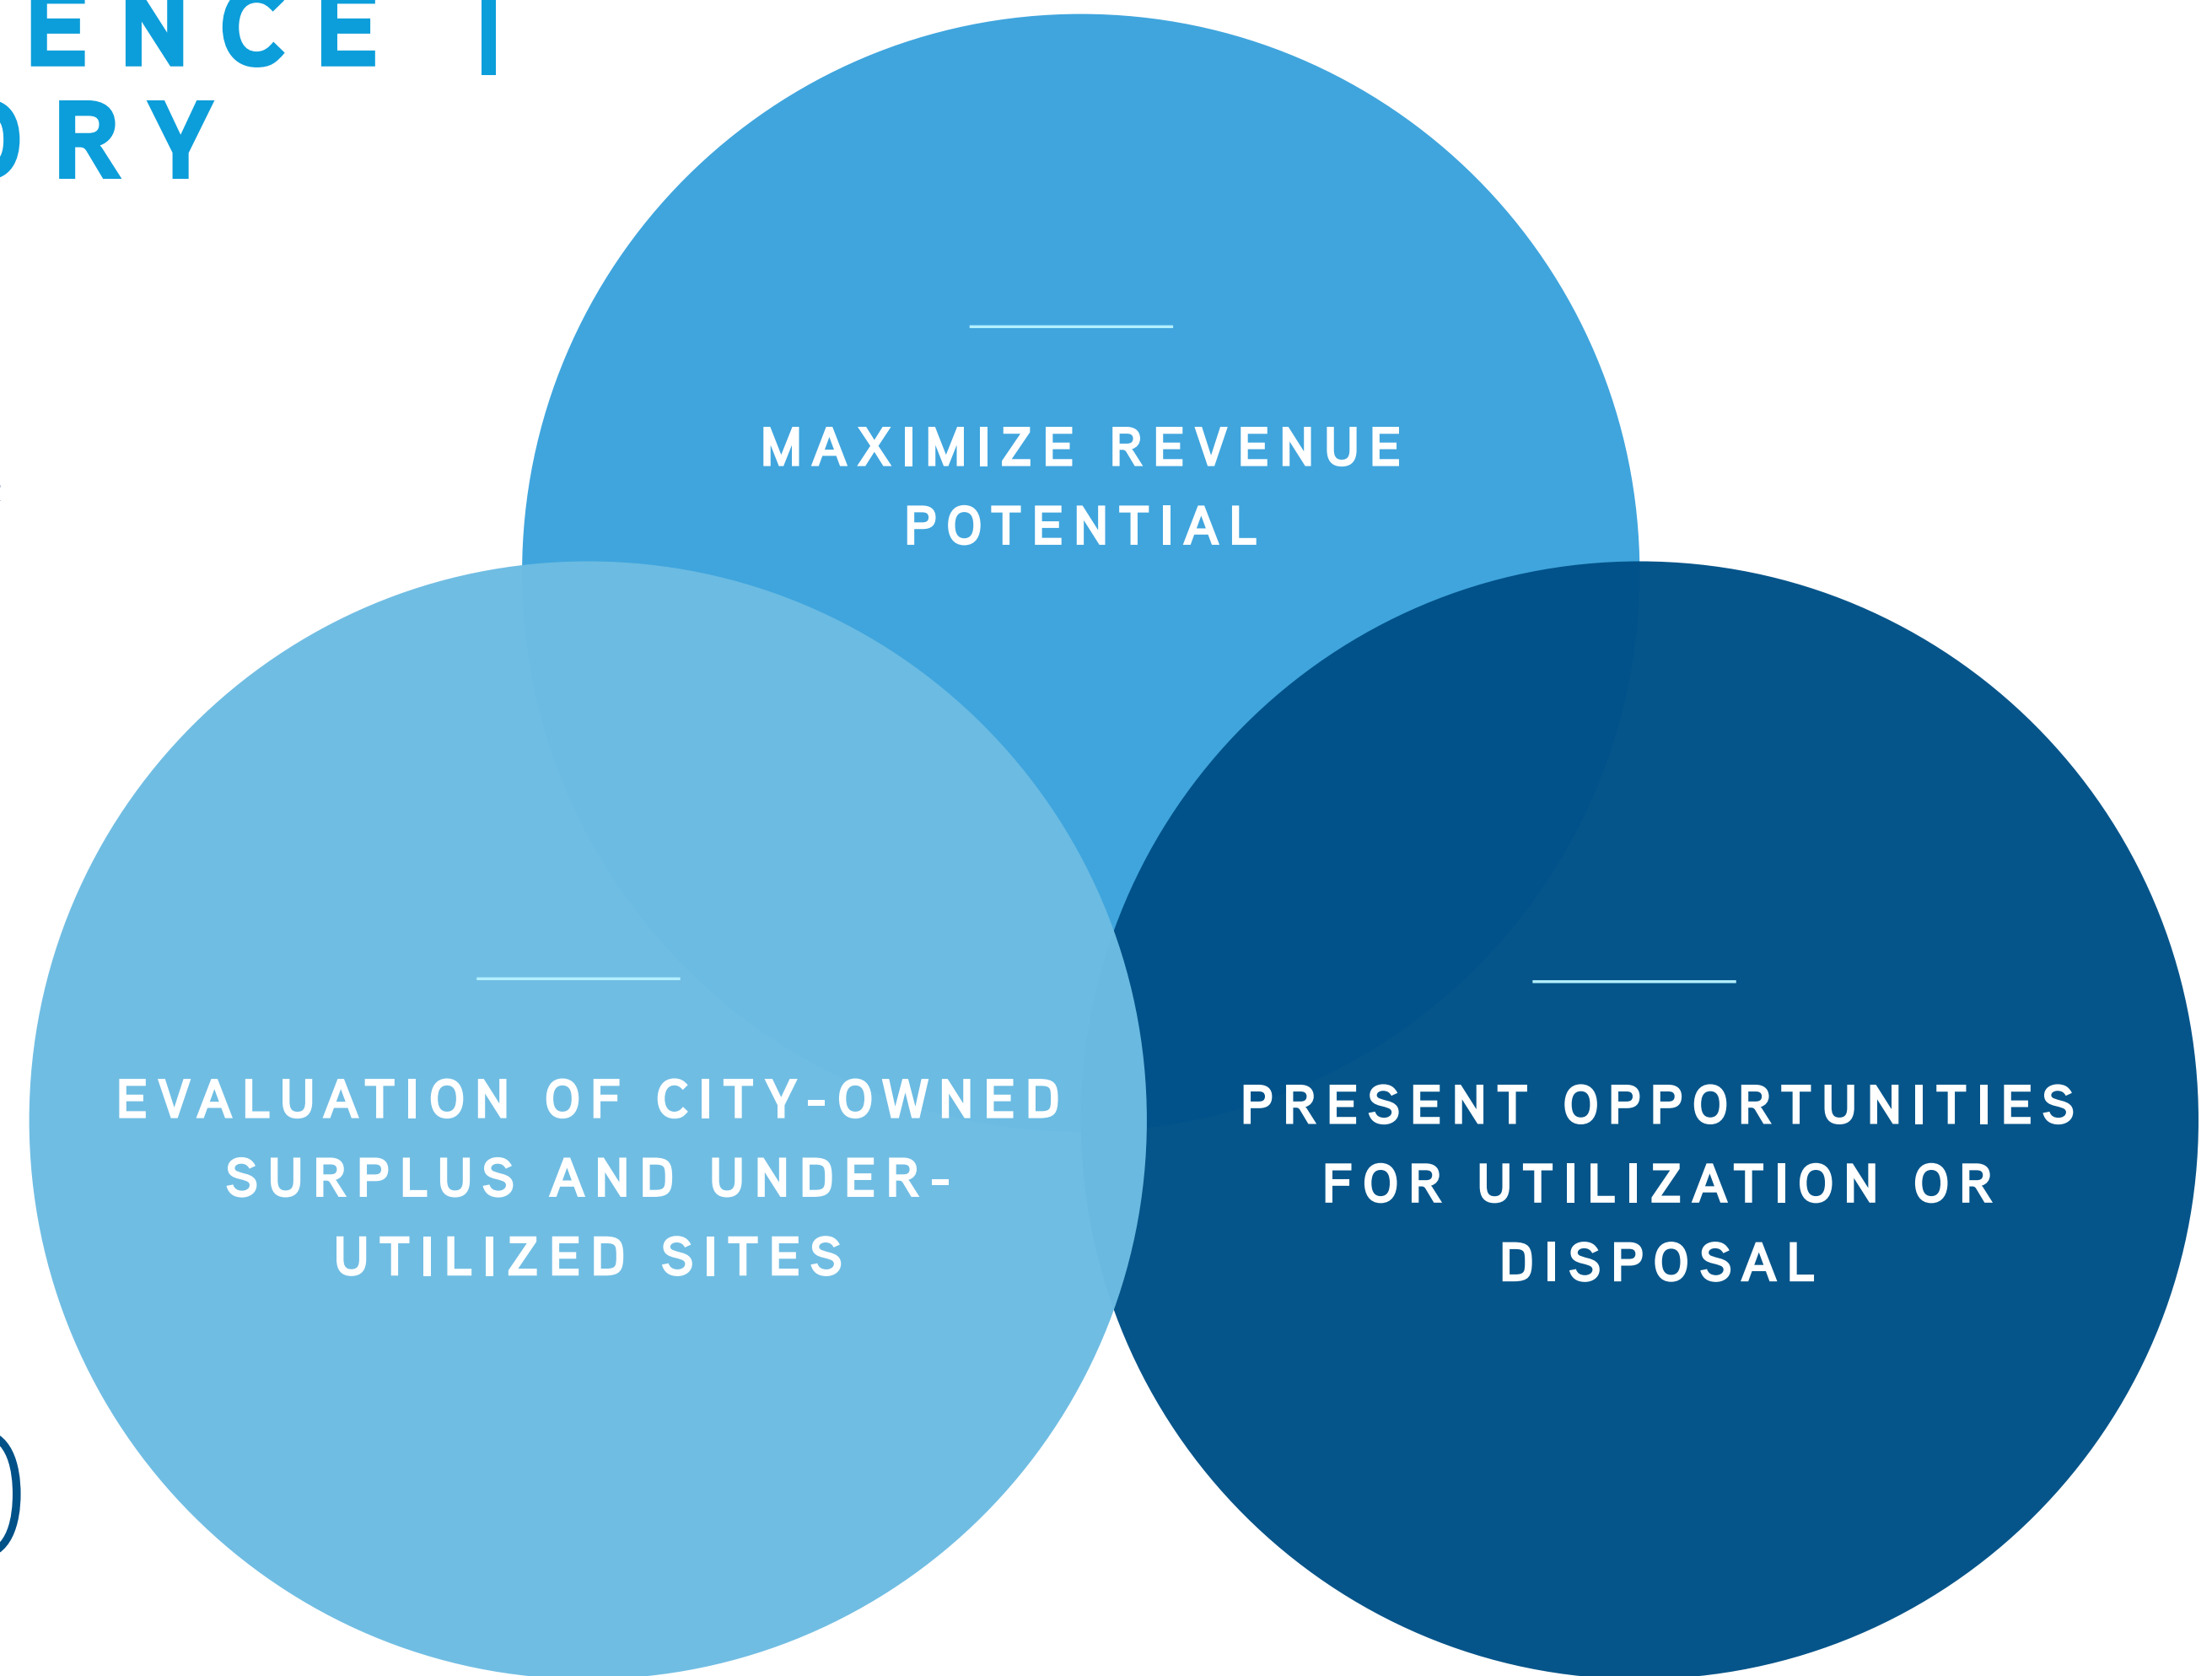 ENCE |
ORY
MAXIMIZE REVENUE
POTENTIAL
EVALUATION OF CITY-OWNED
SURPLUS AND UNDER-
UTILIZED SITES
PRESENT OPPORTUNITIES
FOR UTILIZATION OR
DISPOSAL